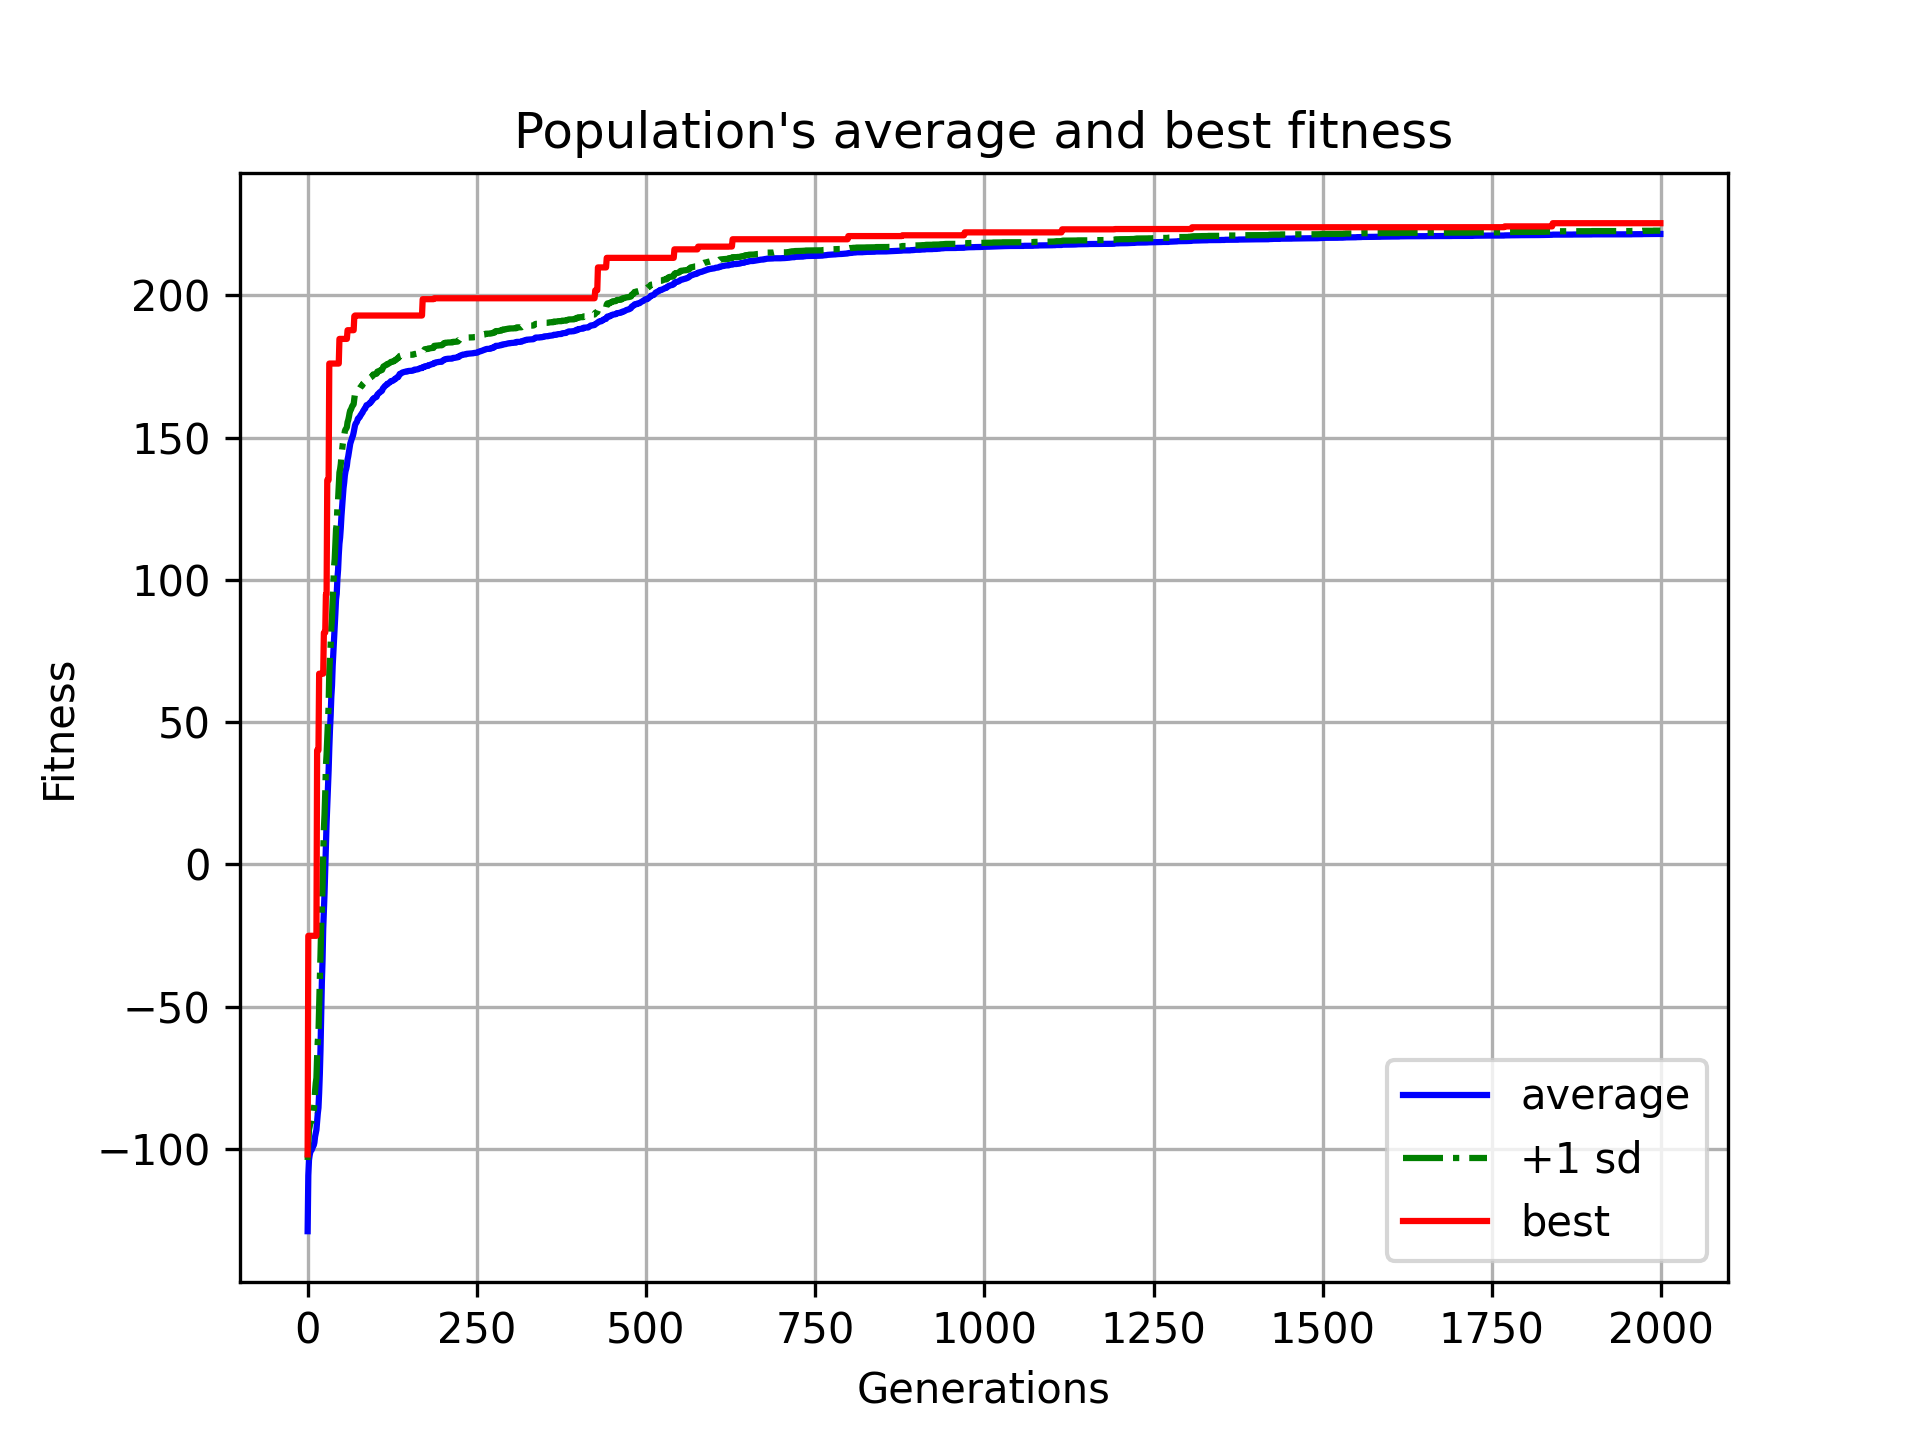 Population's average and best fitness
200
150
100
50
0
−50
−100
Fitness
average
+1 sd
best
0 250 500 750 1000 1250 1500 1750 2000
Generations